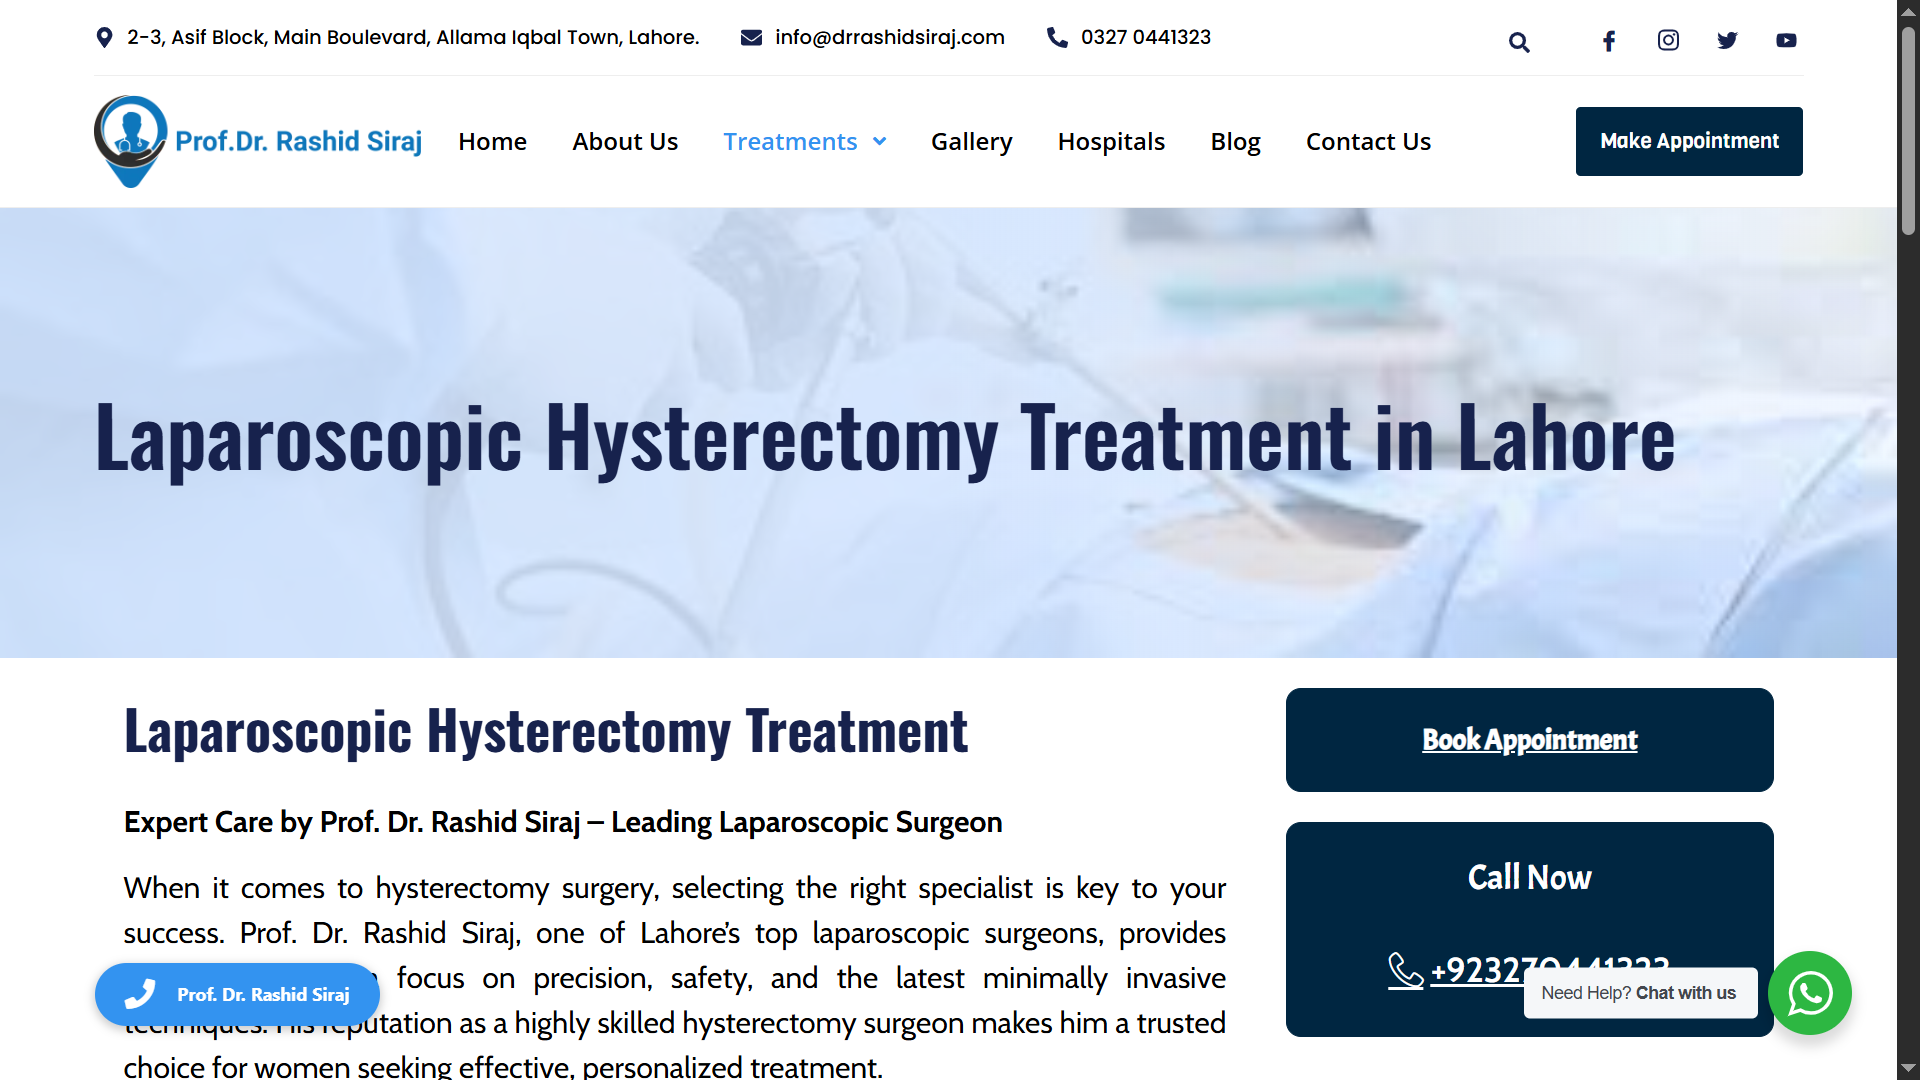 2-3, Asif Block, Main Boulevard, Allama Iqbal Town, Lahore.
info@drrashidsiraj.com
0327 0441323
Prof.Dr. Rashid Siraj
Home
About Us
Treatments
Gallery
Hospitals
Blog
Contact Us
Make Appointment
Laparoscopic Hysterectomy Treatment in Lahore
Laparoscopic Hysterectomy Treatment
Expert Care by Prof. Dr. Rashid Siraj – Leading Laparoscopic Surgeon
When it comes to hysterectomy surgery, selecting the right specialist is key to your
success. Prof. Dr. Rashid Siraj, one of Lahore’s top laparoscopic surgeons, provides
focus on precision, safety, and the latest minimally invasive
techniques. His reputation as a highly skilled hysterectomy surgeon makes him a trusted
choice for women seeking effective, personalized treatment.
Prof. Dr. Rashid Siraj
Book Appointment
Call Now
+923270441323
Need Help? Chat with us